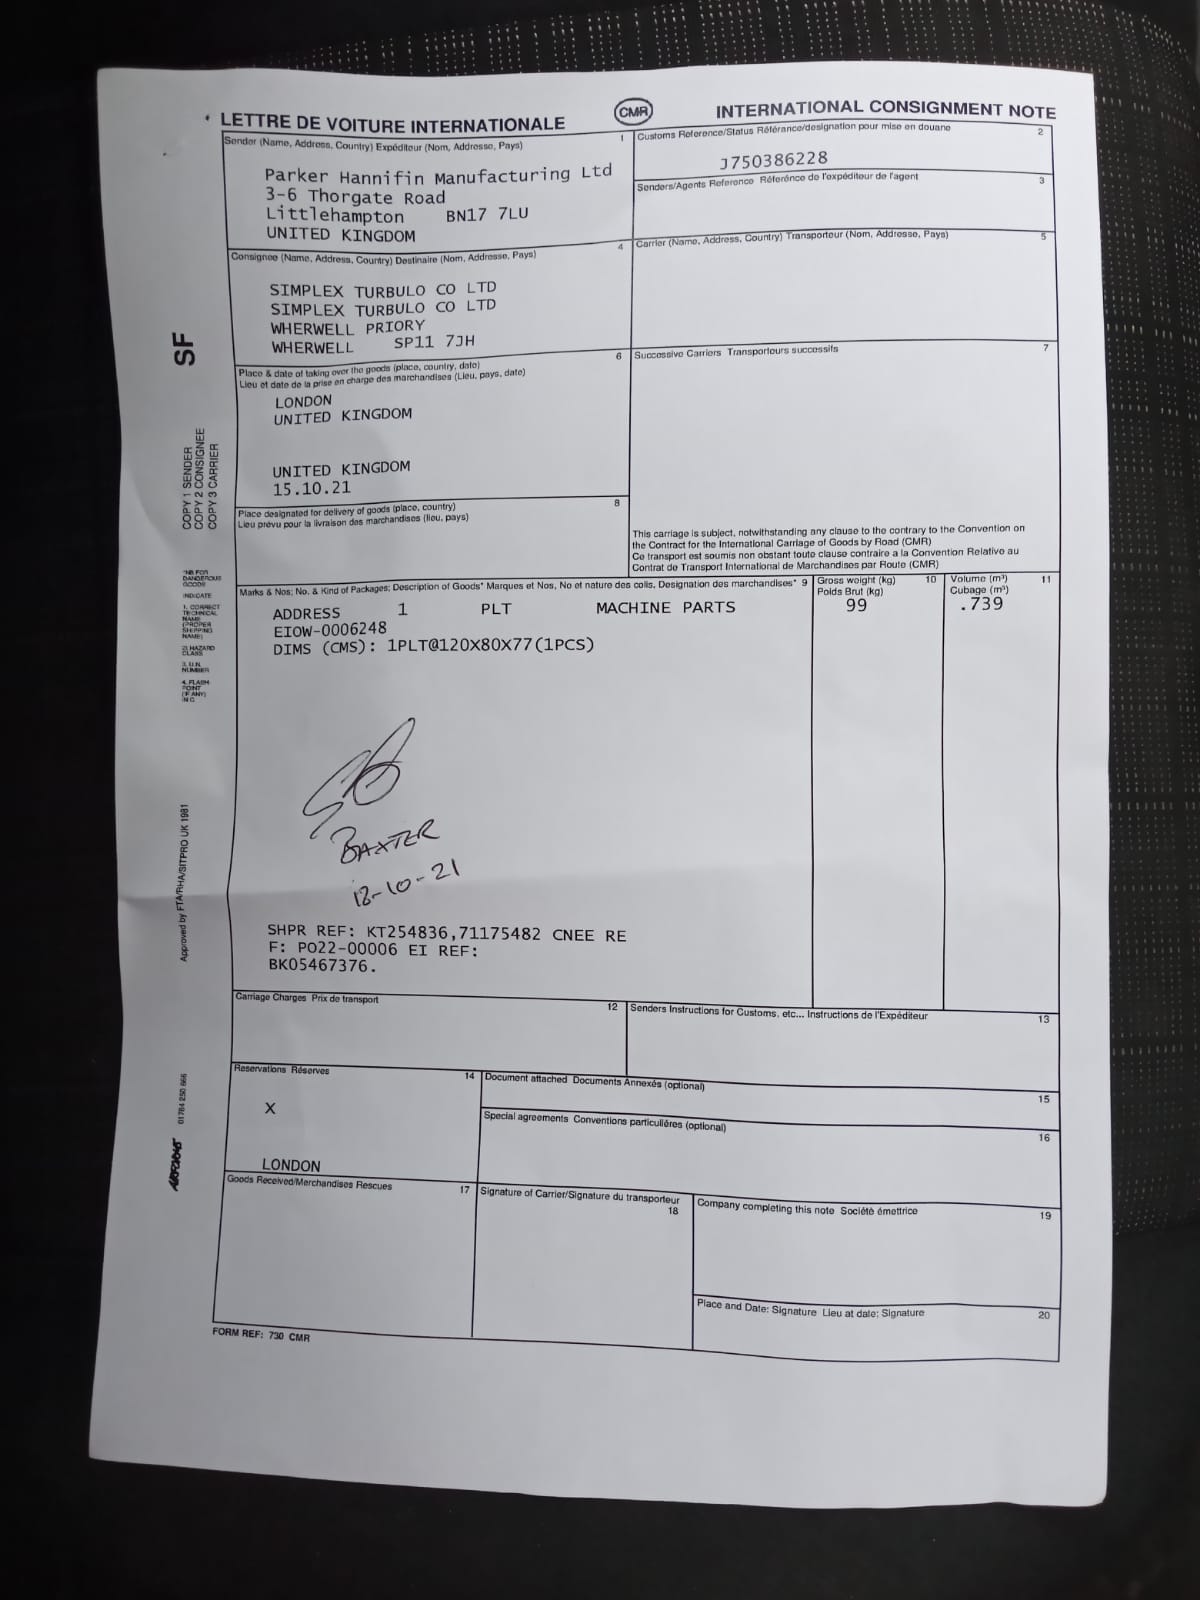 LETTRE DE VOITURE INTERNATIONALE
CMR
INTERNATIONAL CONSIGNMENT NOTE
Sender (Name, Address, Country) Expéditeur (Nom, Addresse, Pays) 1
Parker Hannifin Manufacturing Ltd
3-6 Thorgate Road
Littlehampton BN17 7LU
UNITED KINGDOM
Customs Reference/Status Référance/designation pour mise en douane 2
J750386228
Senders/Agents Reference Référence de l'expéditeur de l'agent 3
Consignee (Name, Address, Country) Destinaire (Nom, Addresse, Pays) 4
SIMPLEX TURBULO CO LTD
SIMPLEX TURBULO CO LTD
WHERWELL PRIORY
WHERWELL SP11 7JH
Carrier (Name, Address, Country) Transporteur (Nom, Addresse, Pays) 5
Place & date of taking over the goods (place, country, date) 6
Lieu et date de la prise en charge des marchandises (Lieu, pays, date)
LONDON
UNITED KINGDOM
UNITED KINGDOM
15.10.21
Successive Carriers Transporteurs successifs 7
Place designated for delivery of goods (place, country) 8
Lieu prévu pour la livraison des marchandises (lieu, pays)
This carriage is subject, notwithstanding any clause to the contrary to the Convention on
the Contract for the International Carriage of Goods by Road (CMR)
Ce transport est soumis non obstant toute clause contraire a la Convention Relative au
Contrat de Transport International de Marchandises par Route (CMR)
Marks & Nos; No. & Kind of Packages; Description of Goods* Marques et Nos, No et nature des colis, Designation des marchandises* 9
Gross weight (kg) 10
Poids Brut (kg)
Volume (m³) 11
Cubage (m³)
ADDRESS 1 PLT MACHINE PARTS 99 .739
EIOW-0006248
DIMS (CMS): 1PLT@120X80X77(1PCS)
BAXTER
18-10-21
SHPR REF: KT254836,71175482 CNEE RE
F: PO22-00006 EI REF:
BK05467376.
Carriage Charges Prix de transport 12
Senders Instructions for Customs, etc... Instructions de l'Expéditeur 13
Reservations Réserves 14
X
LONDON
Document attached Documents Annexés (optional) 15
Special agreements Conventions particuliéres (optional) 16
Goods Received/Merchandises Rescues 17
Signature of Carrier/Signature du transporteur 18
Company completing this note Société émettrice 19
Place and Date; Signature Lieu at date; Signature 20
FORM REF: 730 CMR
SF
COPY 1 SENDER
COPY 2 CONSIGNEE
COPY 3 CARRIER
*NB FOR
DANGEROUS
GOODS
INDICATE
1. CORRECT
TECHNICAL
NAME
(PROPER
SHIPPING
NAME)
2. HAZARD
CLASS
3. U.N.
NUMBER
4. FLASH
POINT
(IF ANY)
IN C
Approved by FTA/RHA/SITPRO UK 1981
01784 250 666